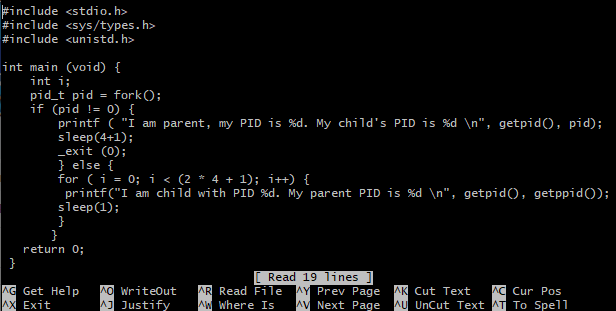 #include <stdio.h>
#include <sys/types.h>
#include <unistd.h>

int main (void) {
    int i;
    pid_t pid = fork();
    if (pid != 0) {
        printf ( "I am parent, my PID is %d. My child's PID is %d \n", getpid(), pid);
        sleep(4+1);
        _exit (0);
        } else {
        for ( i = 0; i < (2 * 4 + 1); i++) {
         printf("I am child with PID %d. My parent PID is %d \n", getpid(), getppid());
        sleep(1);
        }
       }
   return 0;
 }
[ Read 19 lines ]
^G Get Help ^O WriteOut ^R Read File ^Y Prev Page ^K Cut Text ^C Cur Pos
^X Exit ^J Justify ^W Where Is ^V Next Page ^U UnCut Text ^T To Spell